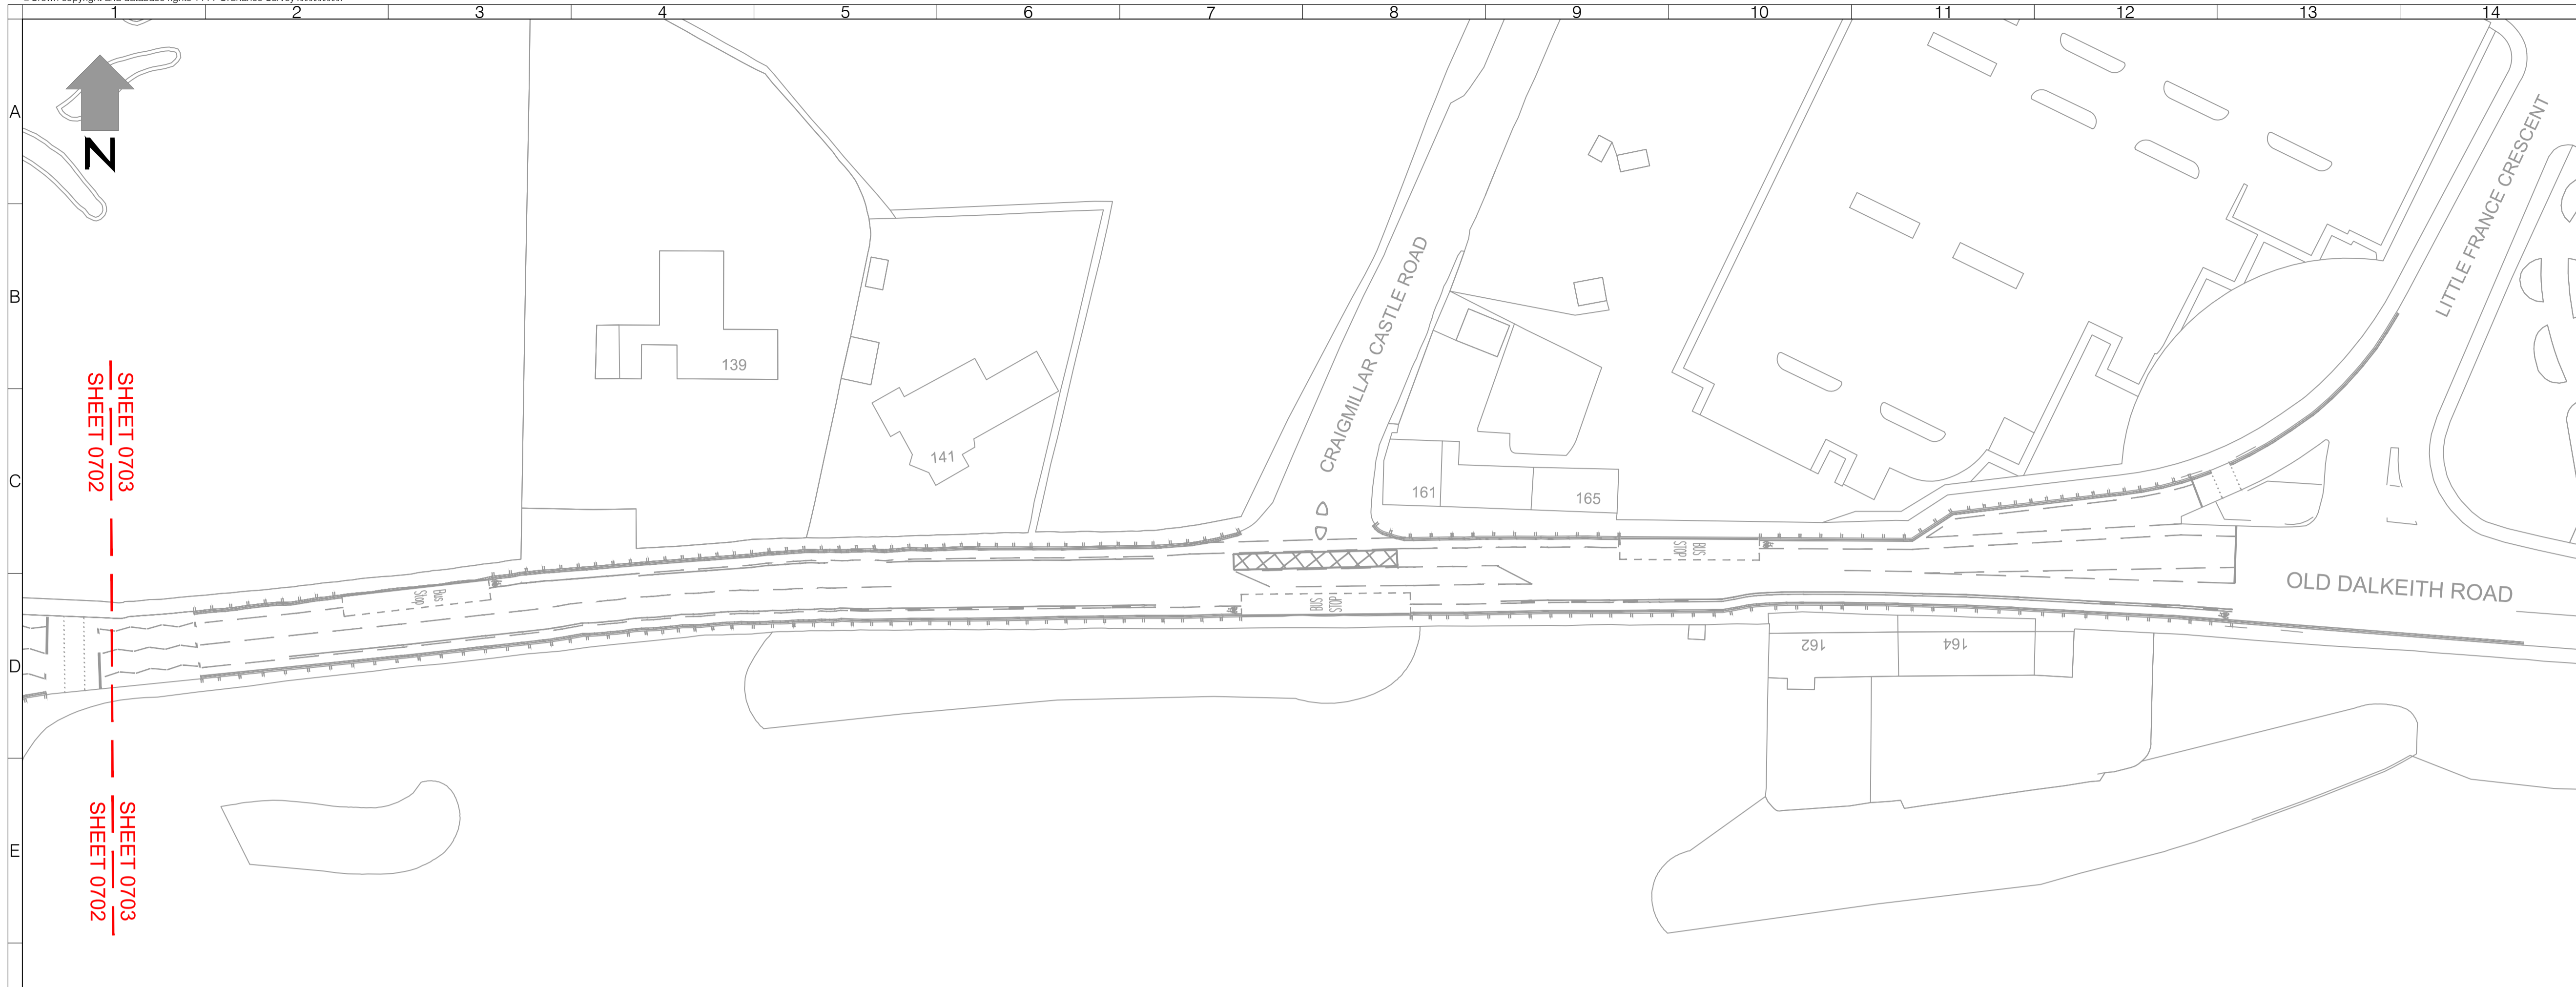 1 2 3 4 5 6 7 8 9 10 11 12 13 14
A
B
C
D
E
N
SHEET 0703
SHEET 0702
SHEET 0703
SHEET 0702
139
141
CRAIGMILLAR CASTLE ROAD
161
165
LITTLE FRANCE CRESCENT
OLD DALKEITH ROAD
Bus
Stop
BUS
STOP
BUS
STOP
162
164